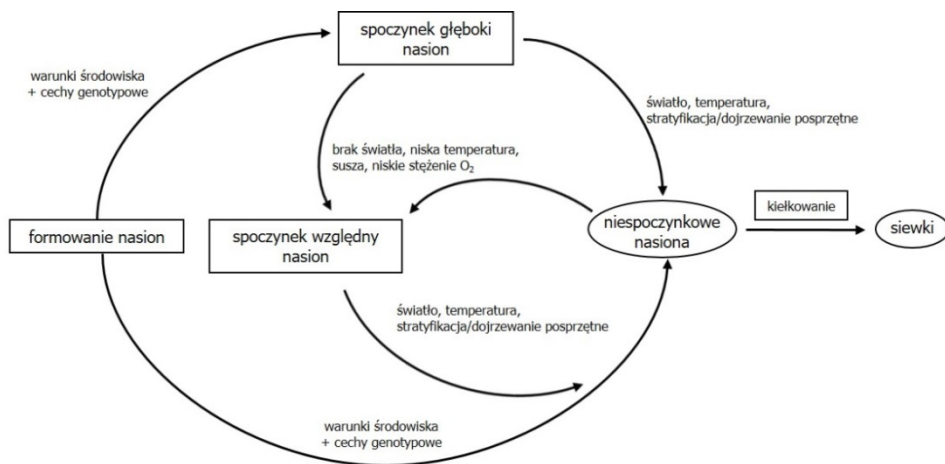 spoczynek głęboki
nasion
warunki środowiska
+ cechy genotypowe
światło, temperatura,
stratyfikacja/dojrzewanie posprzętne
brak światła, niska temperatura,
susza, niskie stężenie O₂
kiełkowanie
formowanie nasion
spoczynek względny
nasion
niespoczynkowe
nasiona
siewki
światło, temperatura,
stratyfikacja/dojrzewanie posprzętne
warunki środowiska
+ cechy genotypowe